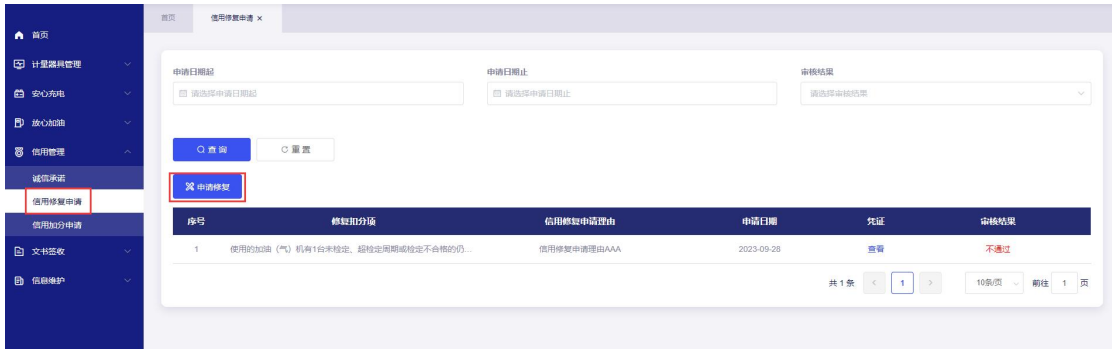 首页
计量器具管理
安心充电
放心加油
信用管理
诚信承诺
信用修复申请
信用加分申请
文书签收
信息维护
首页 信用修复申请 ×
申请日期起 申请日期止 审核结果
请选择申请日期起 请选择申请日期止 请选择审核结果
查询 重置
申请修复
序号 修复扣分项 信用修复申请理由 申请日期 凭证 审核结果
1 使用的加油（气）机有1台未检定、超检定周期或检定不合格的仍... 信用修复申请理由AAA 2023-09-28 查看 不通过
共 1 条 < 1 > 10条/页 前往 1 页